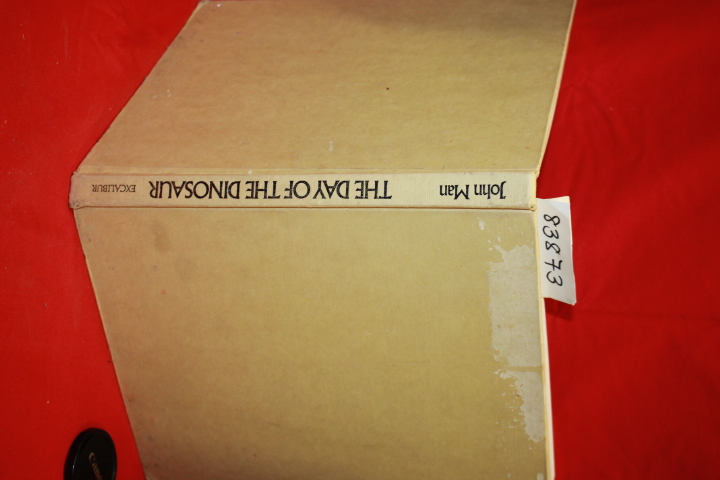 John Man THE DAY OF THE DINOSAUR EXCALIBUR
83873